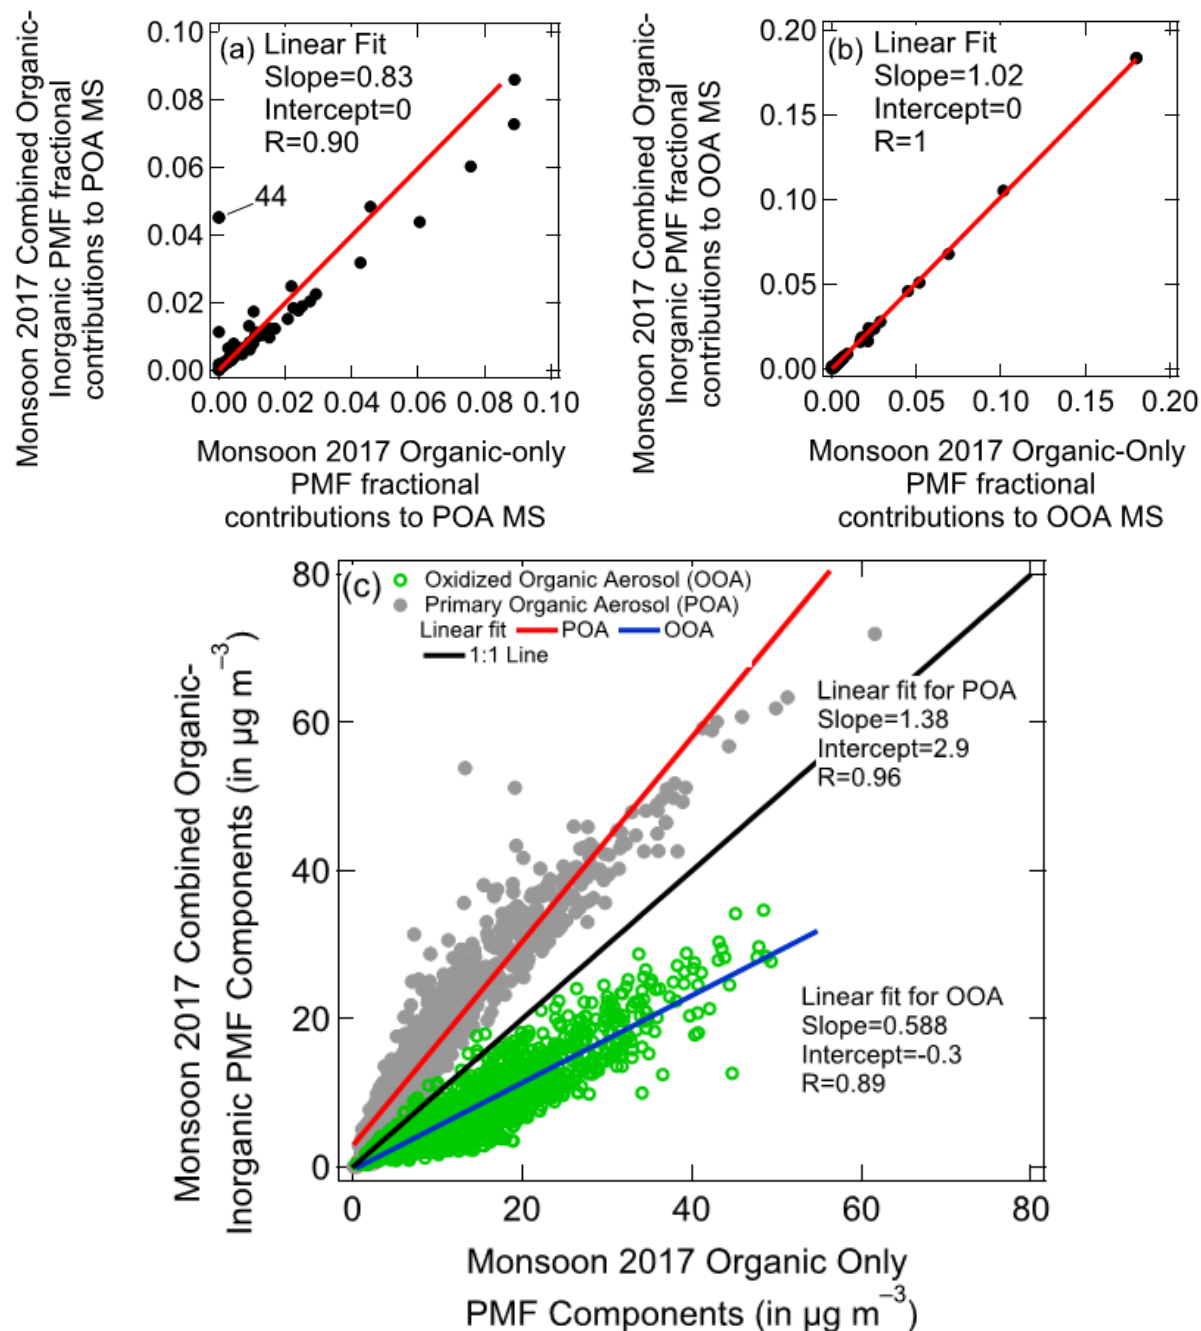 Monsoon 2017 Combined Organic-
Inorganic PMF fractional
contributions to POA MS
(a)
Linear Fit
Slope=0.83
Intercept=0
R=0.90
44
0.10
0.08
0.06
0.04
0.02
0.00
0.00 0.02 0.04 0.06 0.08 0.10
Monsoon 2017 Organic-only
PMF fractional
contributions to POA MS
Monsoon 2017 Combined Organic-
Inorganic PMF fractional
contributions to OOA MS
(b)
Linear Fit
Slope=1.02
Intercept=0
R=1
0.20
0.15
0.10
0.05
0.00
0.00 0.05 0.10 0.15 0.20
Monsoon 2017 Organic-Only
PMF fractional
contributions to OOA MS
Monsoon 2017 Combined Organic-
Inorganic PMF Components (in µg m⁻³)
(c)
Oxidized Organic Aerosol (OOA)
Primary Organic Aerosol (POA)
Linear fit POA OOA
1:1 Line
Linear fit for POA
Slope=1.38
Intercept=2.9
R=0.96
Linear fit for OOA
Slope=0.588
Intercept=-0.3
R=0.89
80
60
40
20
0
0 20 40 60 80
Monsoon 2017 Organic Only
PMF Components (in µg m⁻³)